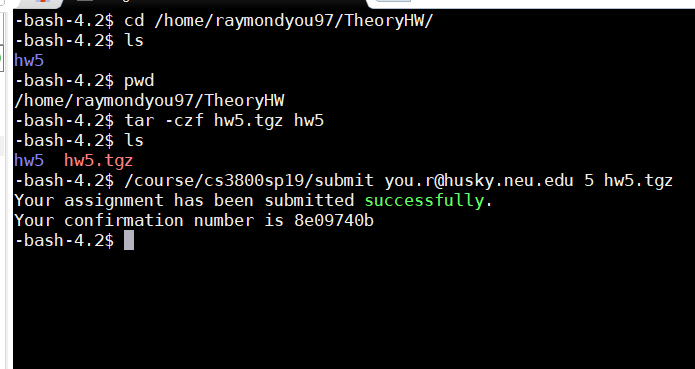 -bash-4.2$ cd /home/raymondyou97/TheoryHW/
-bash-4.2$ ls
hw5
-bash-4.2$ pwd
/home/raymondyou97/TheoryHW
-bash-4.2$ tar -czf hw5.tgz hw5
-bash-4.2$ ls
hw5  hw5.tgz
-bash-4.2$ /course/cs3800sp19/submit you.r@husky.neu.edu 5 hw5.tgz
Your assignment has been submitted successfully.
Your confirmation number is 8e09740b
-bash-4.2$